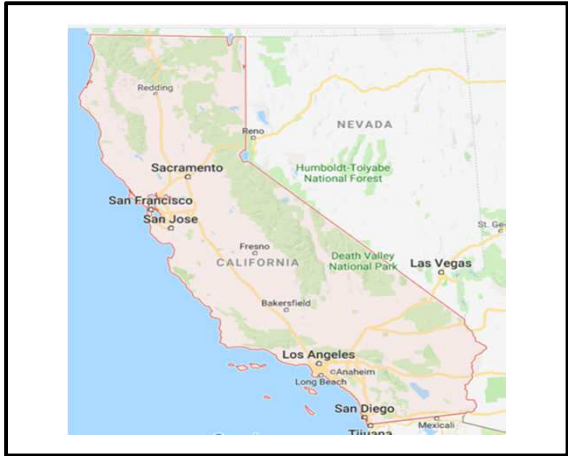 Redding
Reno
NEVADA
Sacramento
Humboldt-Toiyabe
National Forest
San Francisco
San Jose
St. Ge
Fresno
Death Valley
National Park
CALIFORNIA
Las Vegas
Bakersfield
Los Angeles
Anaheim
Long Beach
San Diego
Mexicali
Tijuana